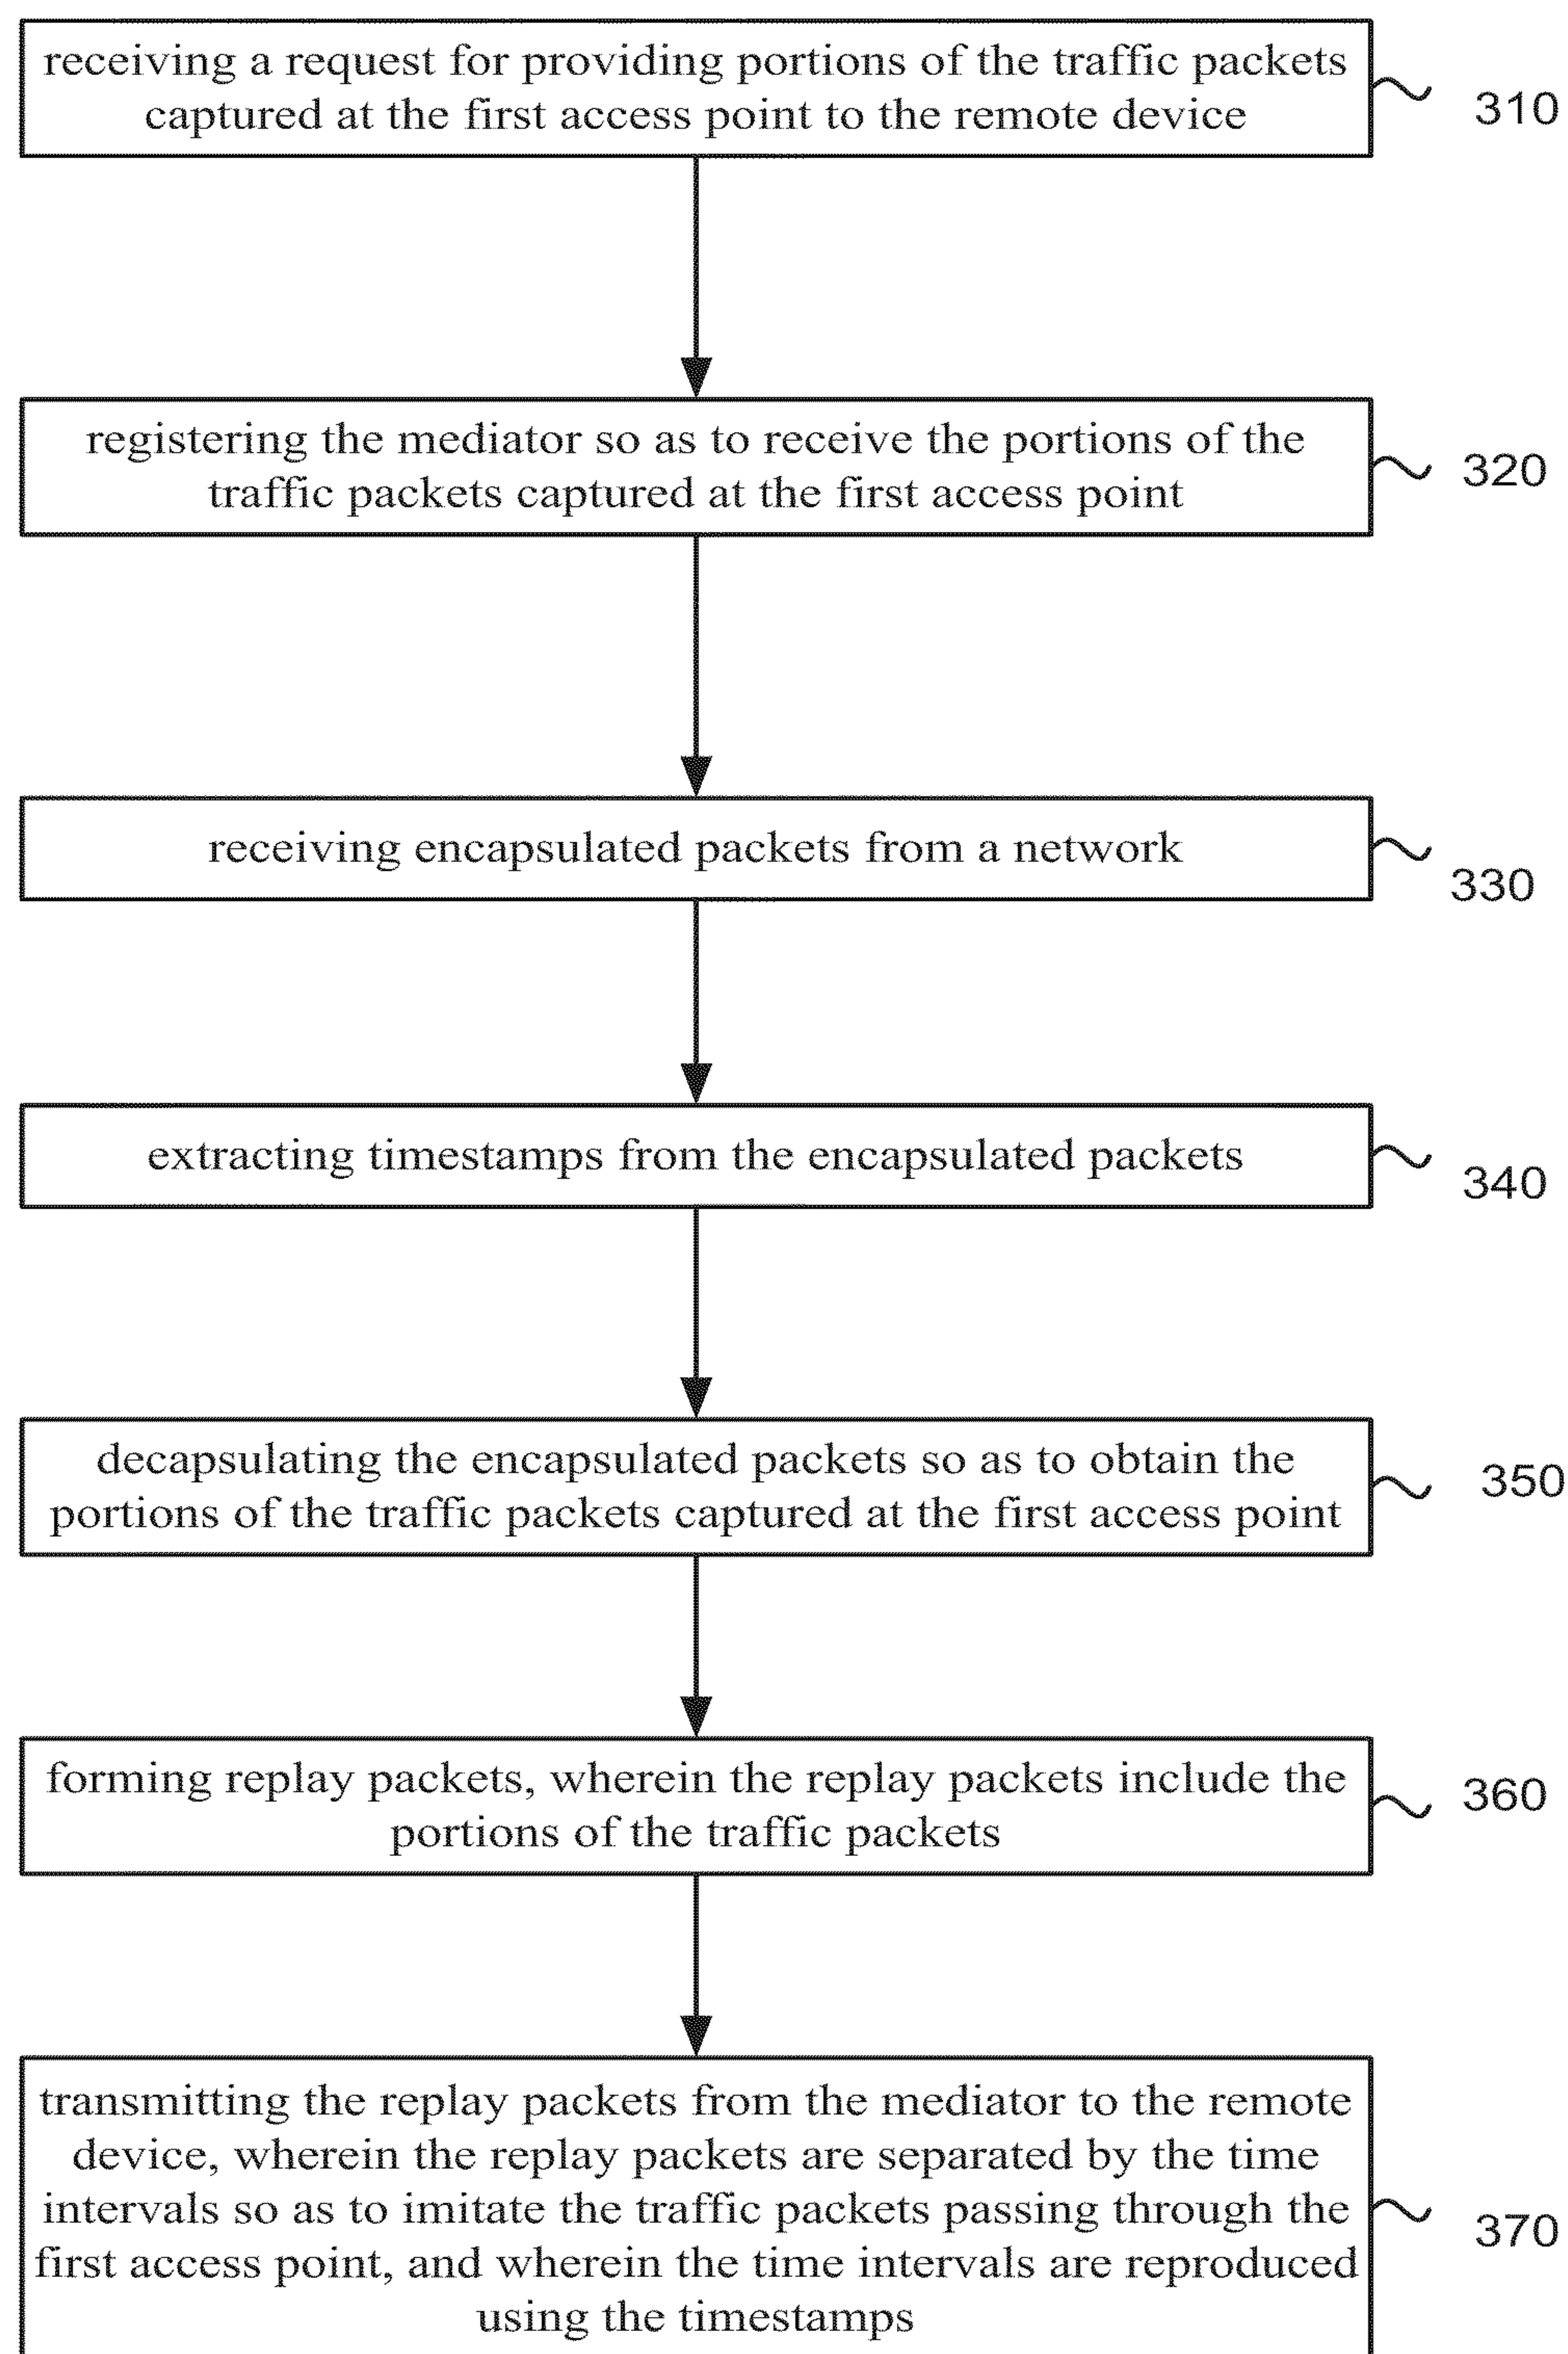 receiving a request for providing portions of the traffic packets
captured at the first access point to the remote device
310
registering the mediator so as to receive the portions of the
traffic packets captured at the first access point
320
receiving encapsulated packets from a network
330
extracting timestamps from the encapsulated packets
340
decapsulating the encapsulated packets so as to obtain the
portions of the traffic packets captured at the first access point
350
forming replay packets, wherein the replay packets include the
portions of the traffic packets
360
transmitting the replay packets from the mediator to the remote
device, wherein the replay packets are separated by the time
intervals so as to imitate the traffic packets passing through the
first access point, and wherein the time intervals are reproduced
using the timestamps
370